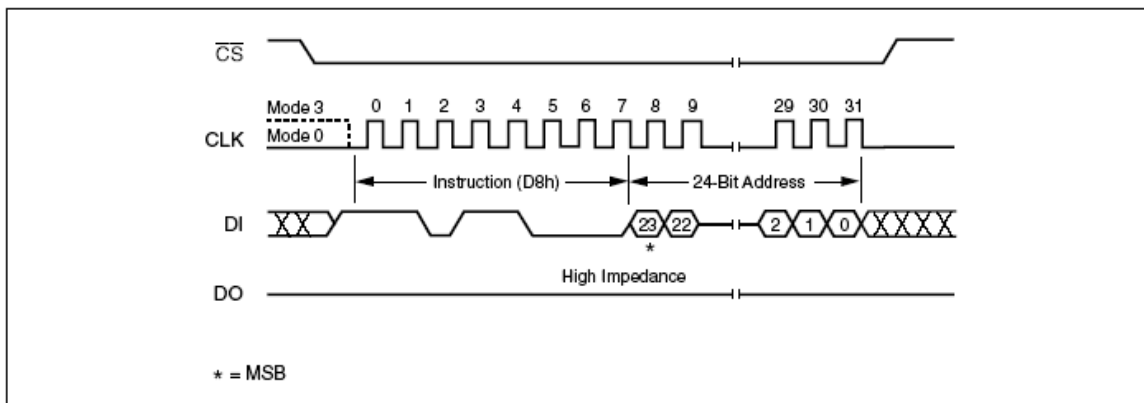 CS
Mode 3 0 1 2 3 4 5 6 7 8 9 29 30 31
CLK Mode 0
Instruction (D8h) 24-Bit Address
DI 23 22 2 1 0
*
High Impedance
DO
* = MSB